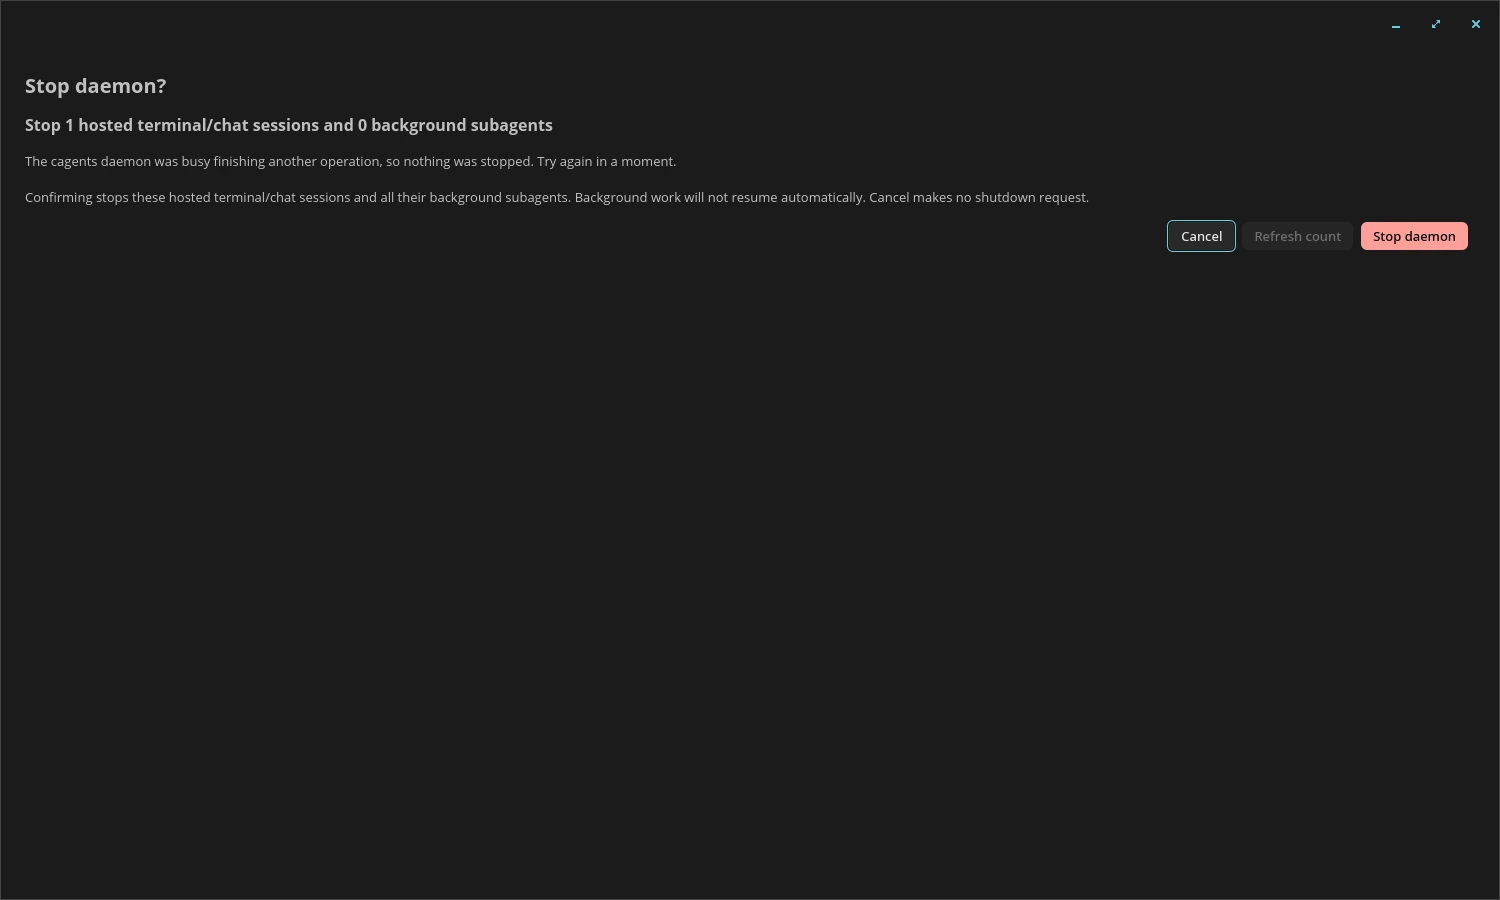 Stop daemon?
Stop 1 hosted terminal/chat sessions and 0 background subagents
The cagents daemon was busy finishing another operation, so nothing was stopped. Try again in a moment.
Confirming stops these hosted terminal/chat sessions and all their background subagents. Background work will not resume automatically. Cancel makes no shutdown request.
Cancel Refresh count Stop daemon